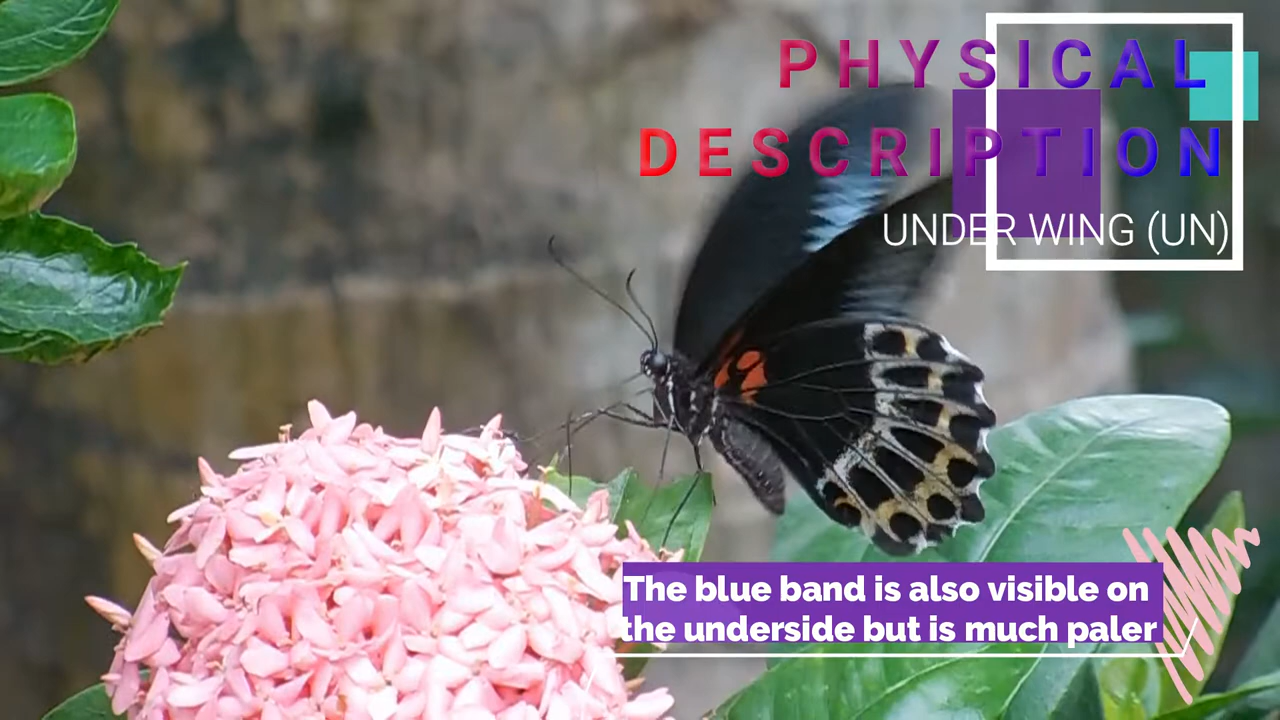 PHYSICAL
DESCRIPTION
UNDER WING (UN)
The blue band is also visible on
the underside but is much paler